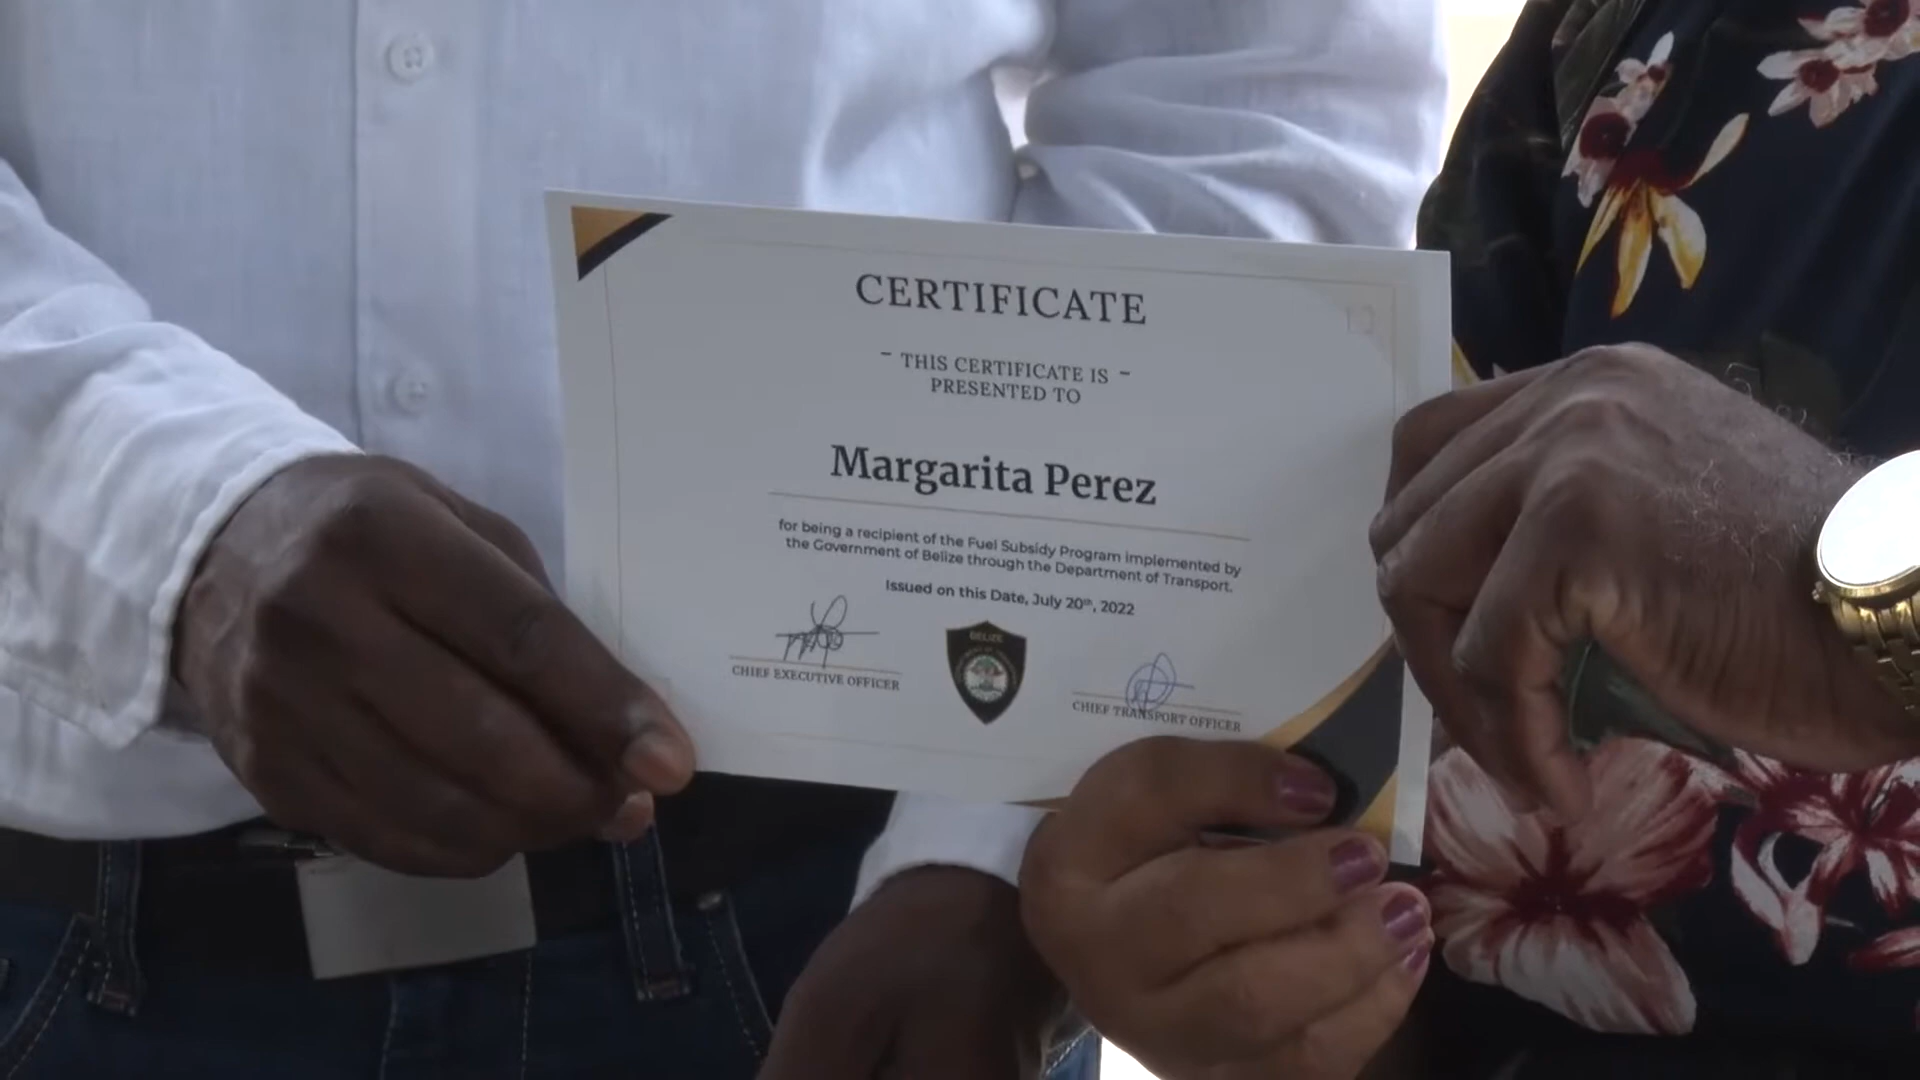 CERTIFICATE
- THIS CERTIFICATE IS -
PRESENTED TO
Margarita Perez
for being a recipient of the Fuel Subsidy Program implemented by
the Government of Belize through the Department of Transport.
Issued on this Date, July 20th, 2022
BELIZE
CHIEF EXECUTIVE OFFICER
CHIEF TRANSPORT OFFICER